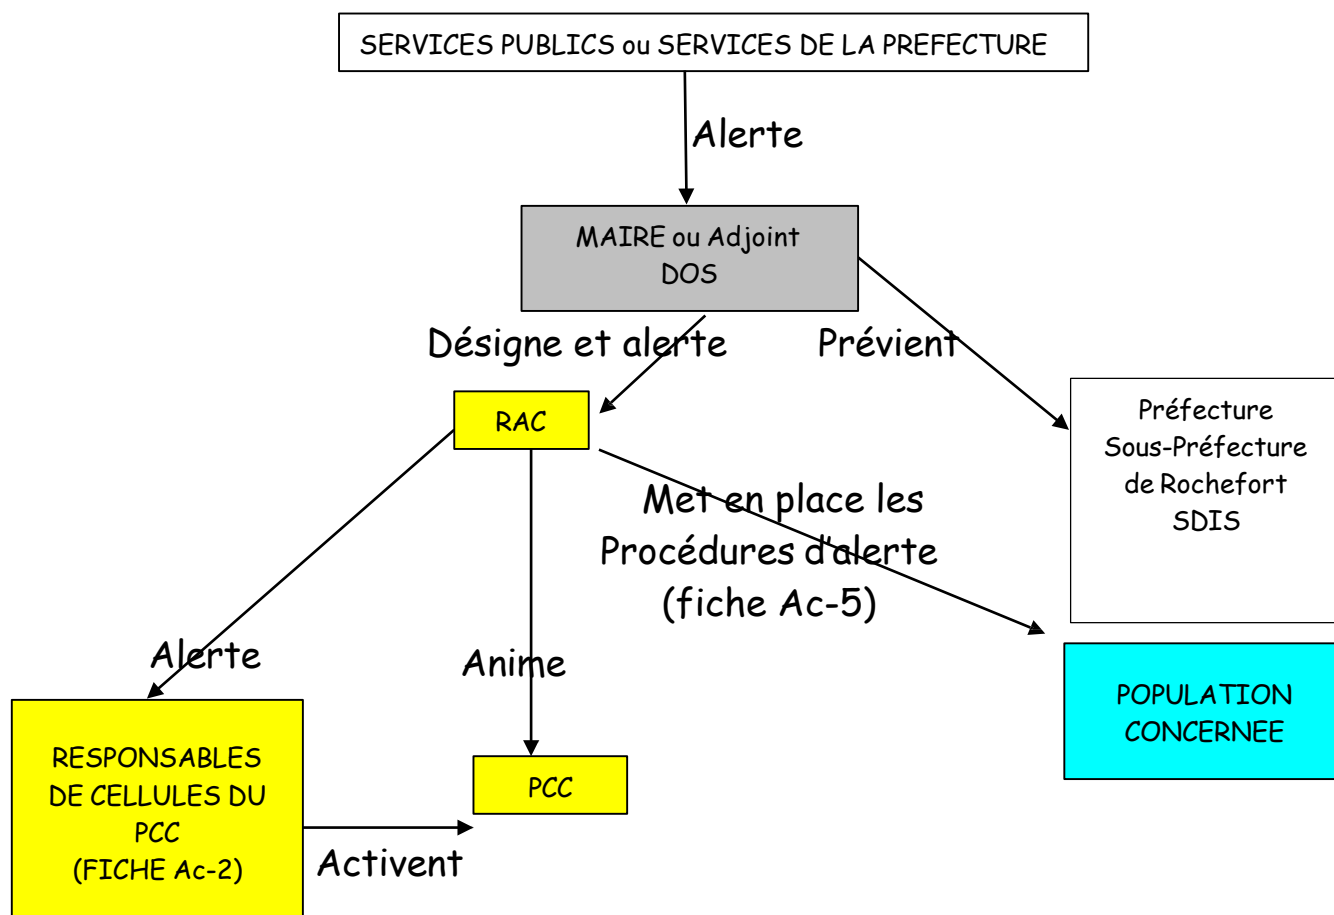 SERVICES PUBLICS ou SERVICES DE LA PREFECTURE
Alerte
MAIRE ou Adjoint
DOS
Désigne et alerte
Prévient
RAC
Préfecture
Sous-Préfecture
de Rochefort
SDIS
Met en place les
Procédures d'alerte
(fiche Ac-5)
Alerte
Anime
POPULATION
CONCERNEE
RESPONSABLES
DE CELLULES DU
PCC
(FICHE Ac-2)
PCC
Activent